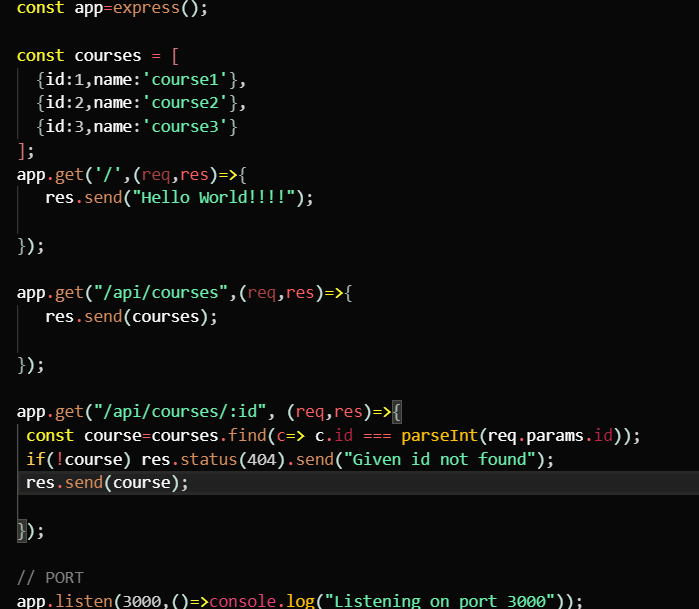 const app=express();
const courses = [
{id:1,name:'course1'},
{id:2,name:'course2'},
{id:3,name:'course3'}
];
app.get('/',(req,res)=>{
res.send("Hello World!!!!");
});
app.get("/api/courses",(req,res)=>{
res.send(courses);
});
app.get("/api/courses/:id", (req,res)=>{
const course=courses.find(c=> c.id === parseInt(req.params.id));
if(!course) res.status(404).send("Given id not found");
res.send(course);
});
// PORT
app.listen(3000,()=>console.log("Listening on port 3000"));